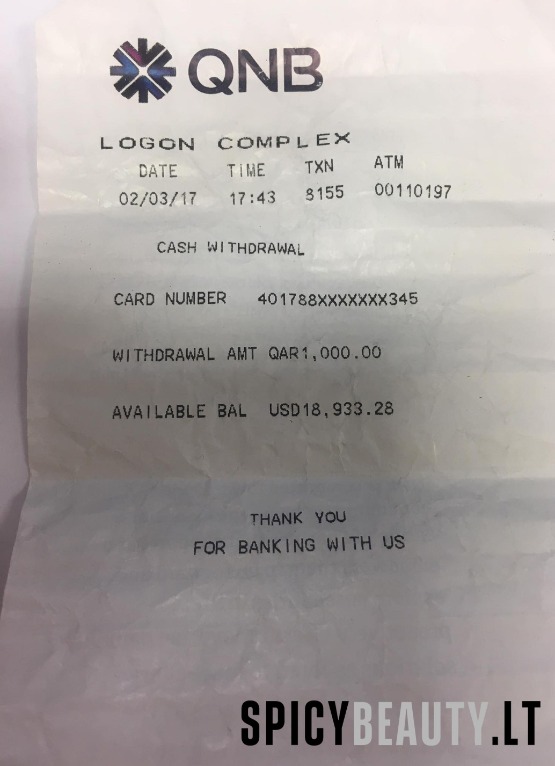 QNB
LOGON COMPLEX
DATE TIME TXN ATM
02/03/17 17:43 8155 00110197
CASH WITHDRAWAL
CARD NUMBER 401788XXXXXXX345
WITHDRAWAL AMT QAR1,000.00
AVAILABLE BAL USD18,933.28
THANK YOU
FOR BANKING WITH US
SPICYBEAUTY.LT